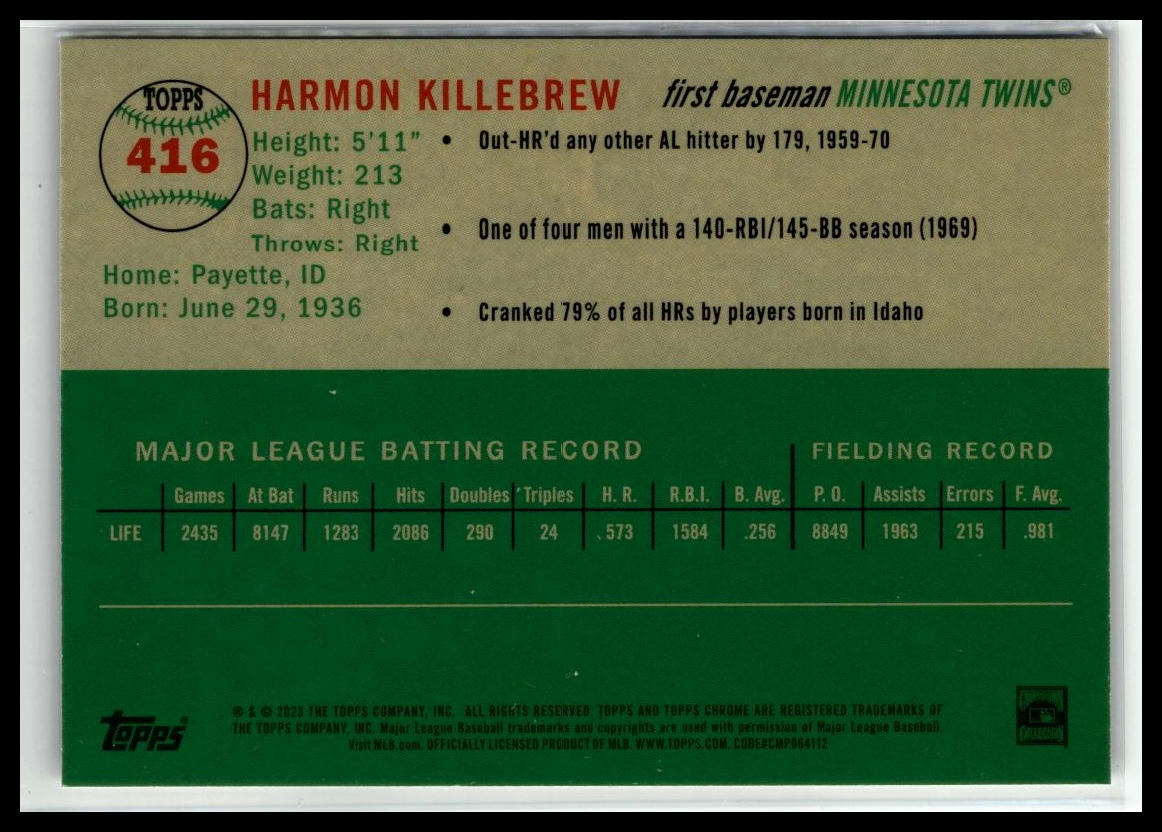 TOPPS
416
HARMON KILLEBREW first baseman MINNESOTA TWINS®
Height: 5'11"
Weight: 213
Bats: Right
Throws: Right
Home: Payette, ID
Born: June 29, 1936
• Out-HR'd any other AL hitter by 179, 1959-70
• One of four men with a 140-RBI/145-BB season (1969)
• Cranked 79% of all HRs by players born in Idaho
MAJOR LEAGUE BATTING RECORD FIELDING RECORD
Games At Bat Runs Hits Doubles Triples H. R. R.B.I. B. Avg. P. O. Assists Errors F. Avg.
LIFE 2435 8147 1283 2086 290 24 573 1584 .256 8849 1963 215 .981
Topps
® & © 2023 THE TOPPS COMPANY, INC. ALL RIGHTS RESERVED. TOPPS AND TOPPS CHROME ARE REGISTERED TRADEMARKS OF
THE TOPPS COMPANY, INC. Major League Baseball trademarks and copyrights are used with permission of Major League Baseball.
Visit MLB.com. OFFICIALLY LICENSED PRODUCT OF MLB. WWW.TOPPS.COM. CODE#CMP064112